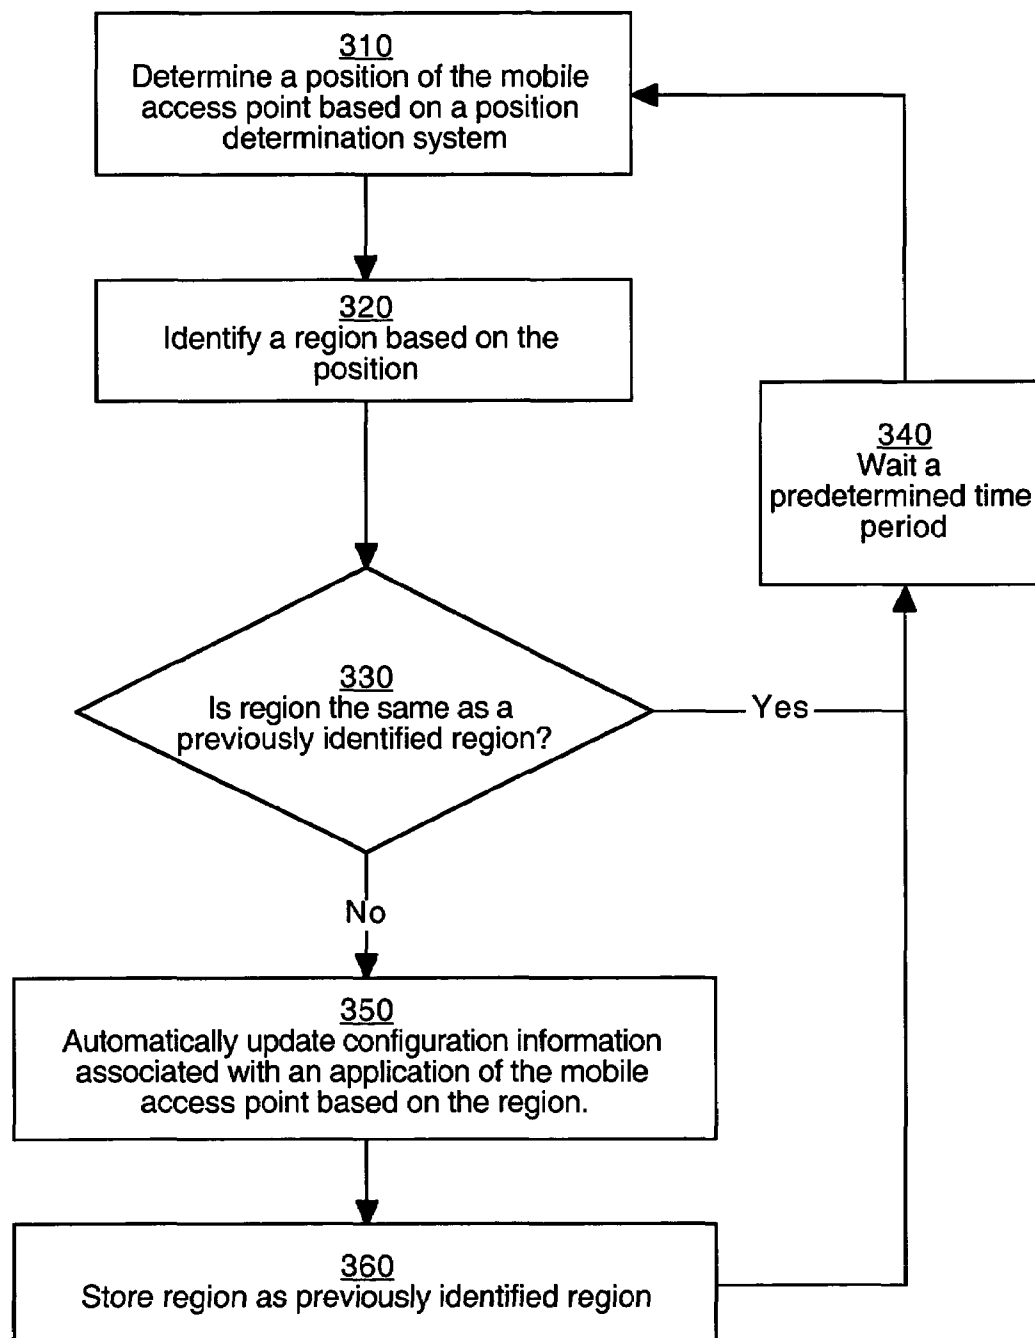 310
Determine a position of the mobile
access point based on a position
determination system
320
Identify a region based on the
position
340
Wait a
predetermined time
period
330
Is region the same as a
previously identified region?
Yes
No
350
Automatically update configuration information
associated with an application of the mobile
access point based on the region.
360
Store region as previously identified region